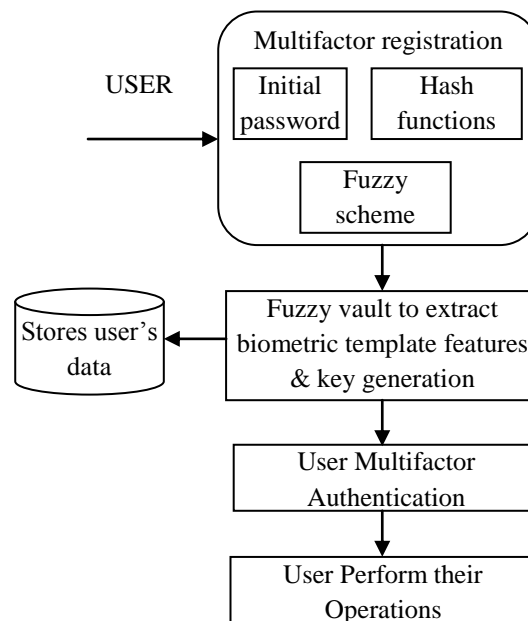 Multifactor registration
USER
Initial
password
Hash
functions
Fuzzy
scheme
Fuzzy vault to extract
biometric template features
& key generation
Stores user's
data
User Multifactor
Authentication
User Perform their
Operations